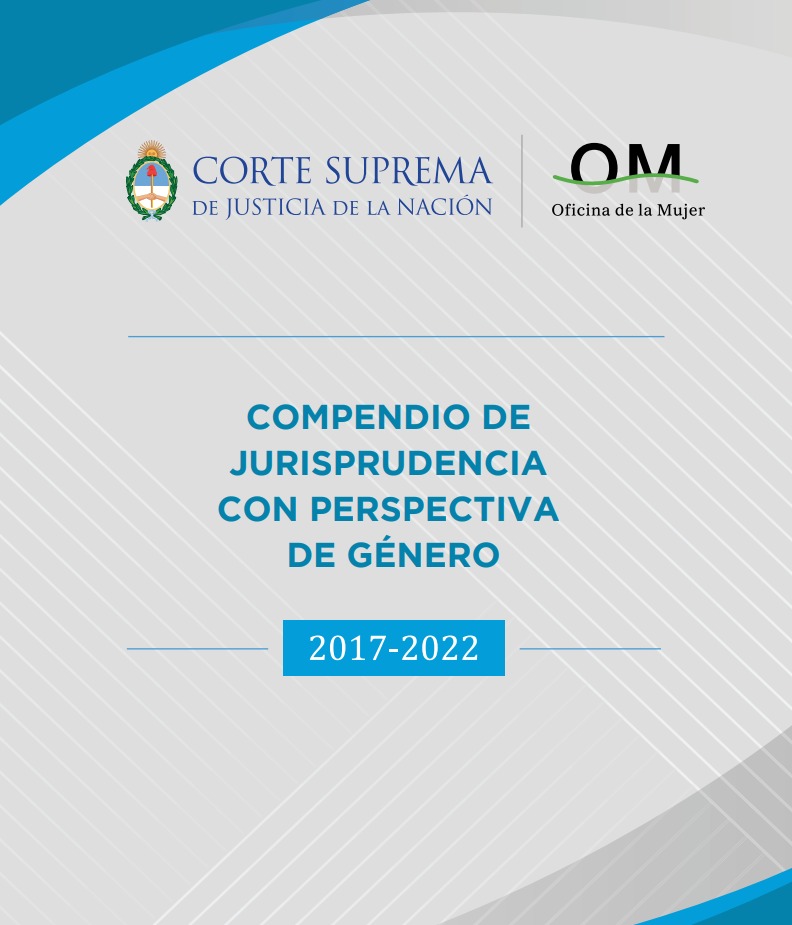 CORTE SUPREMA
DE JUSTICIA DE LA NACIÓN
OM
Oficina de la Mujer
COMPENDIO DE
JURISPRUDENCIA
CON PERSPECTIVA
DE GÉNERO
2017-2022